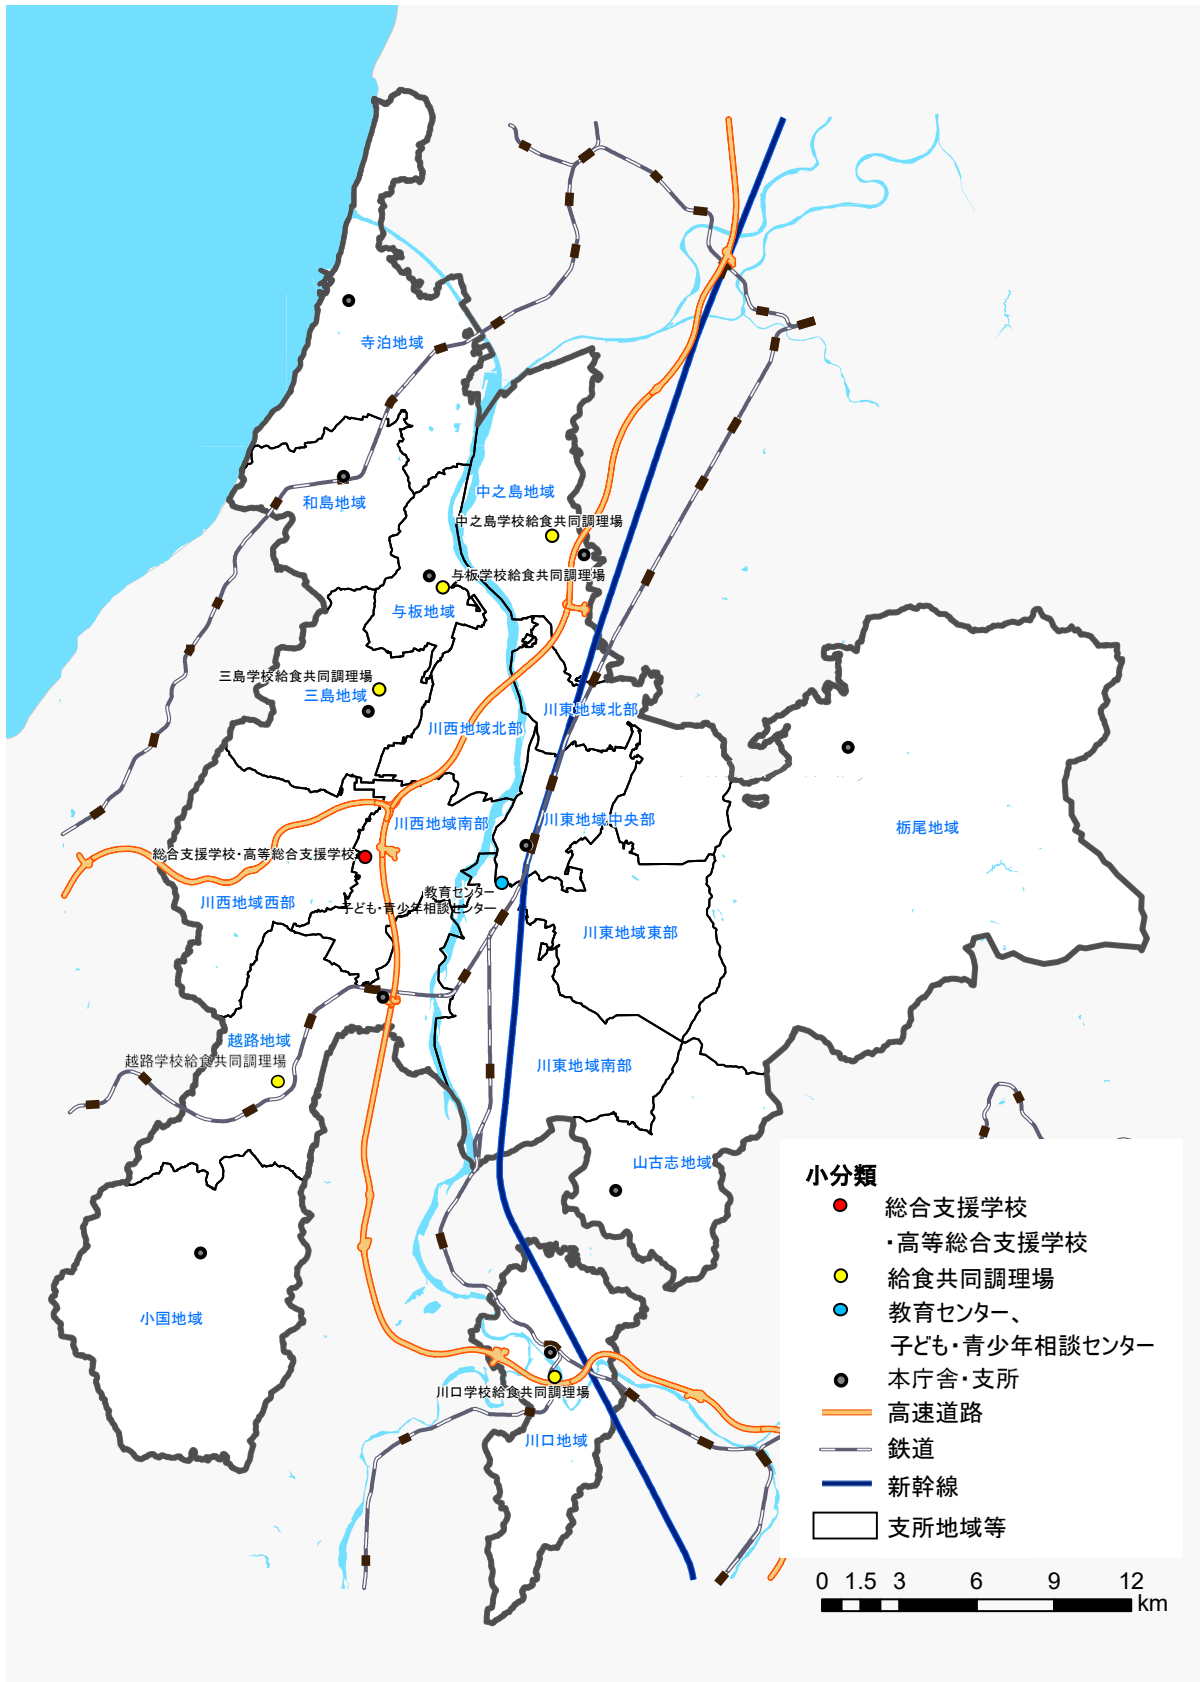 寺泊地域
和島地域
中之島地域
中之島学校給食共同調理場
与板学校給食共同調理場
与板地域
三島学校給食共同調理場
三島地域
川東地域北部
川西地域北部
川西地域南部
川東地域中央部
栃尾地域
総合支援学校・高等総合支援学校
教育センター
子ども・青少年相談センター
川西地域西部
川東地域東部
越路地域
越路学校給食共同調理場
川東地域南部
山古志地域
小国地域
川口学校給食共同調理場
川口地域
小分類
総合支援学校
・高等総合支援学校
給食共同調理場
教育センター、
子ども・青少年相談センター
本庁舎・支所
高速道路
鉄道
新幹線
支所地域等
0 1.5 3 6 9 12
km